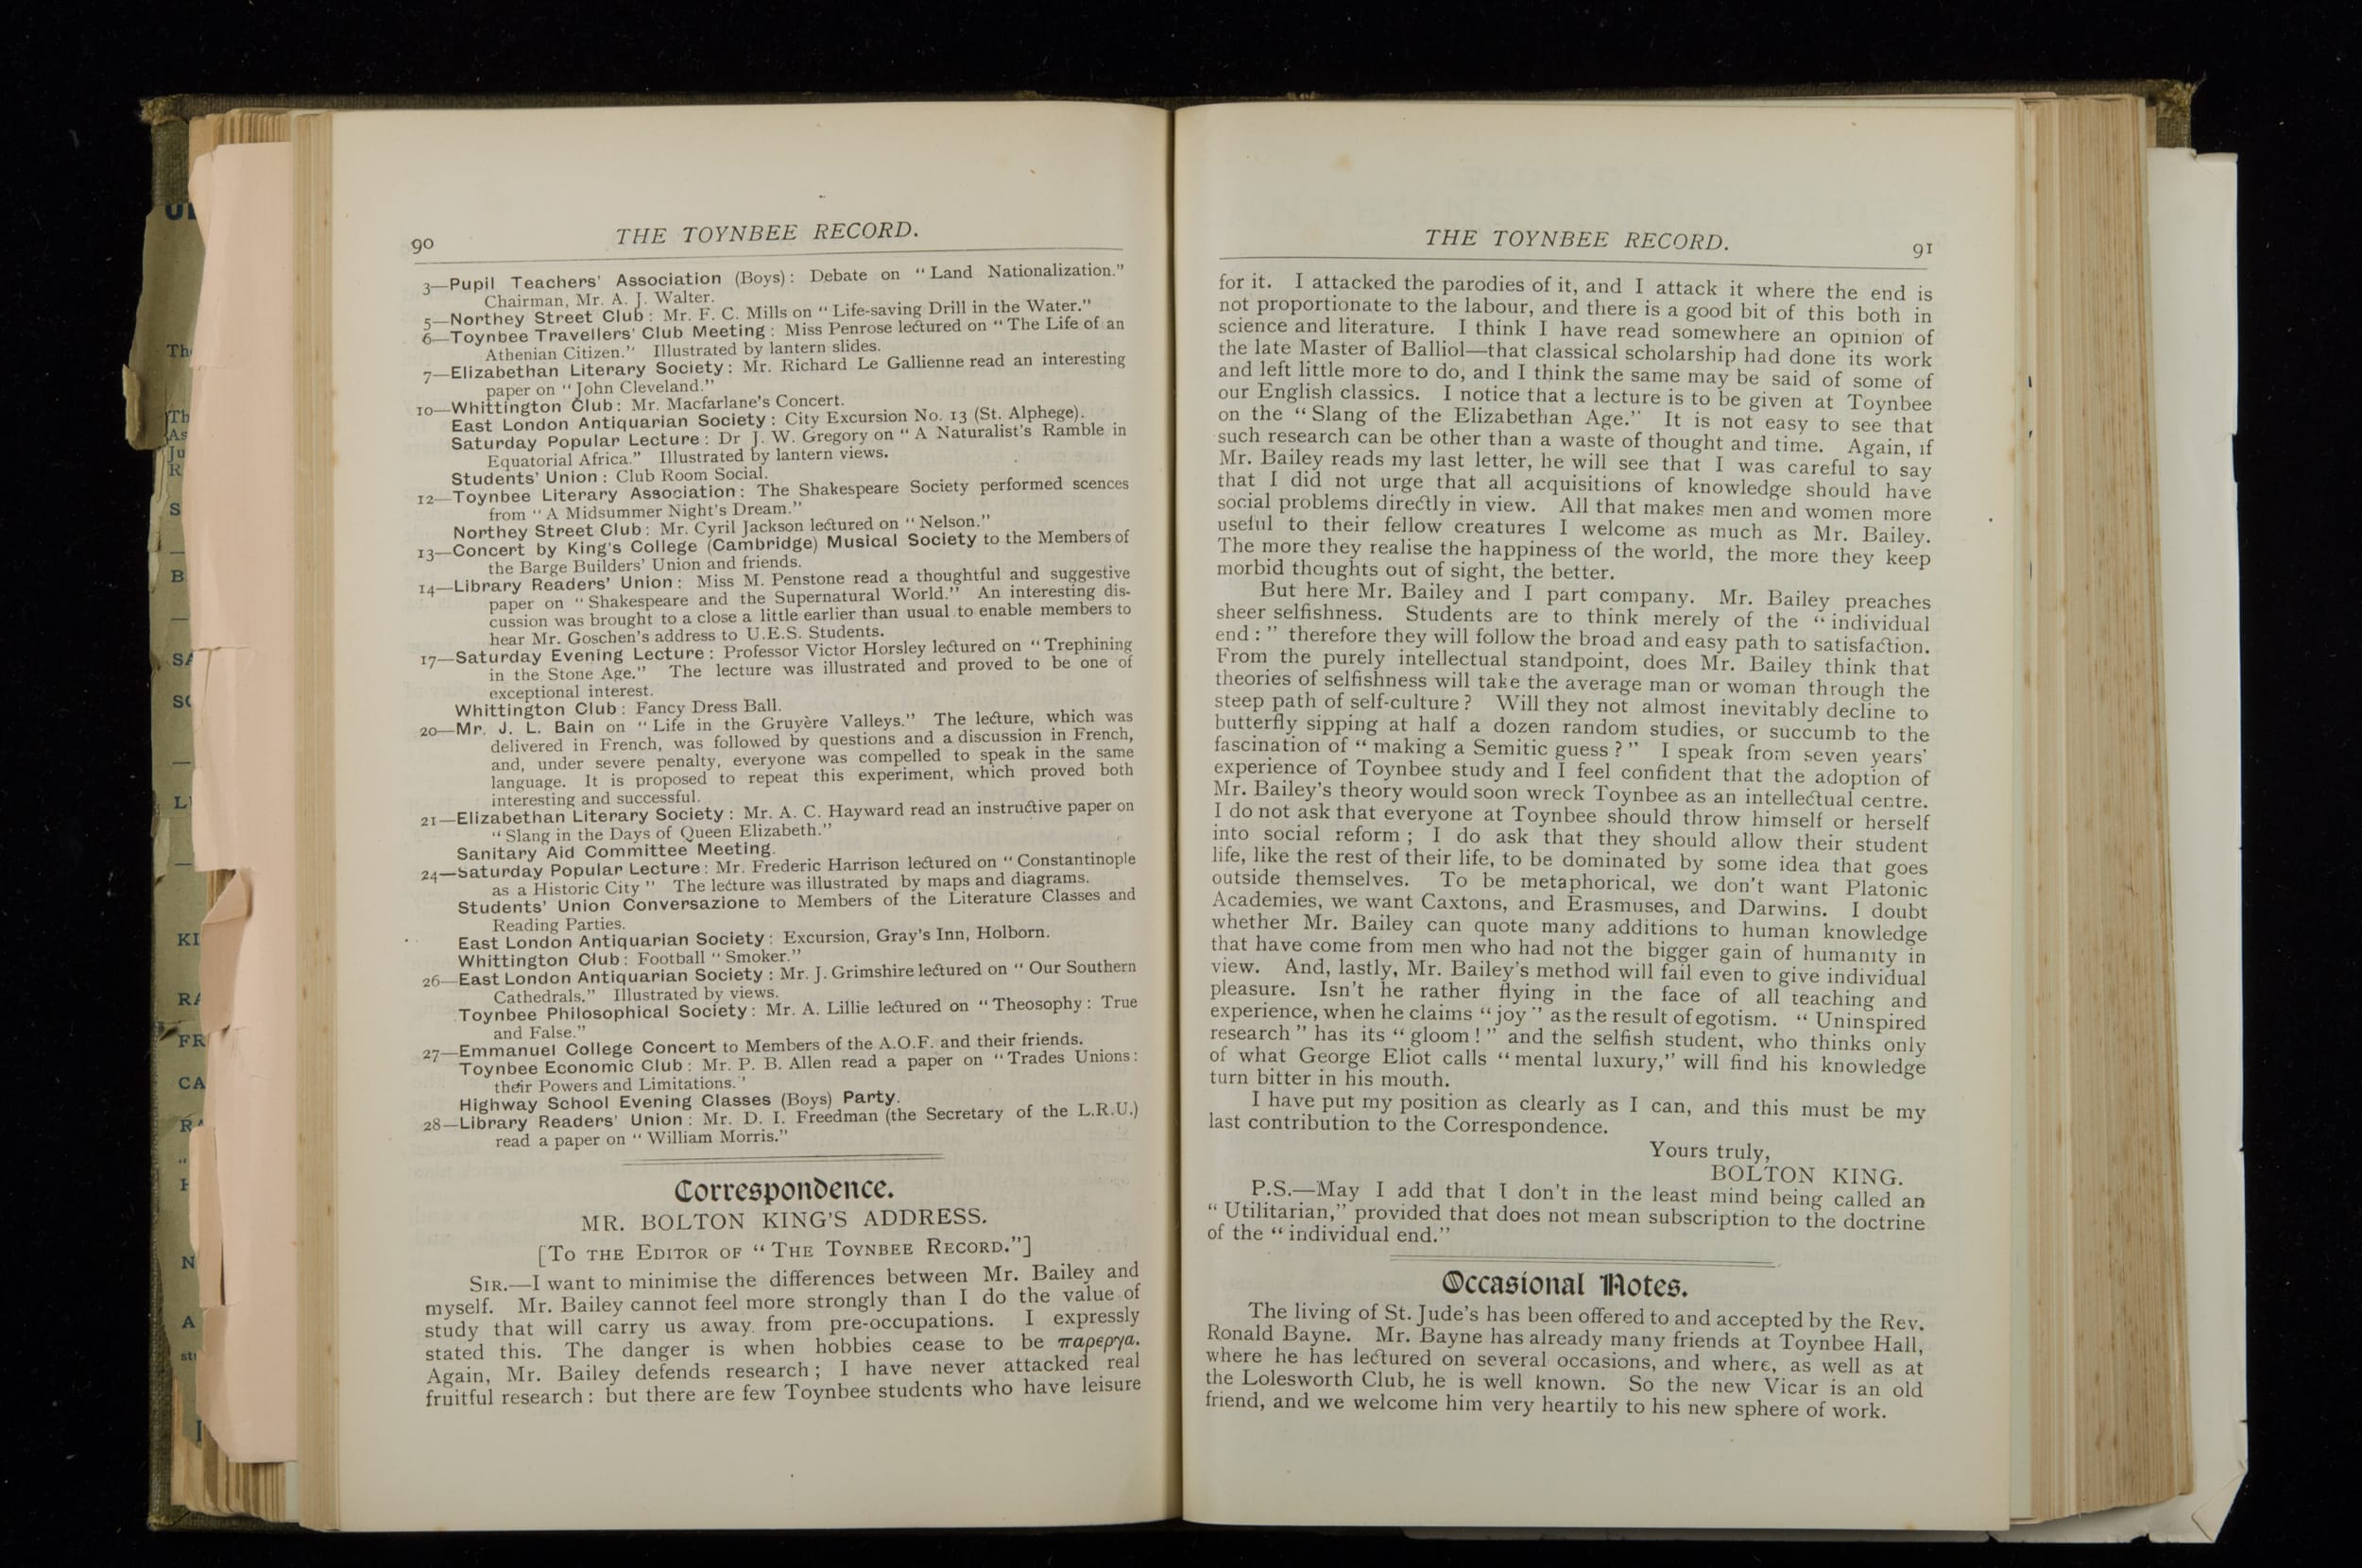 90
THE TOYNBEE RECORD.
3—Pupil Teachers' Association (Boys): Debate on "Land Nationalization."
Chairman, Mr. A. J. Walter.
5—Northey Street Club: Mr. F. C. Mills on "Life-saving Drill in the Water."
6—Toynbee Travellers' Club Meeting: Miss Penrose lectured on "The Life of an
Athenian Citizen." Illustrated by lantern slides.
7—Elizabethan Literary Society: Mr. Richard Le Gallienne read an interesting
paper on "John Cleveland."
10—Whittington Club: Mr. Macfarlane's Concert.
East London Antiquarian Society: City Excursion No. 13 (St. Alphege).
Saturday Popular Lecture: Dr J. W. Gregory on "A Naturalist's Ramble in
Equatorial Africa." Illustrated by lantern views.
Students' Union: Club Room Social.
12—Toynbee Literary Association: The Shakespeare Society performed scences
from "A Midsummer Night's Dream."
Northey Street Club: Mr. Cyril Jackson lectured on "Nelson."
13—Concert by King's College (Cambridge) Musical Society to the Members of
the Barge Builders' Union and friends.
14—Library Readers' Union: Miss M. Penstone read a thoughtful and suggestive
paper on "Shakespeare and the Supernatural World." An interesting dis-
cussion was brought to a close a little earlier than usual to enable members to
hear Mr. Goschen's address to U.E.S. Students.
17—Saturday Evening Lecture: Professor Victor Horsley lectured on "Trephining
in the Stone Age." The lecture was illustrated and proved to be one of
exceptional interest.
Whittington Club: Fancy Dress Ball.
20—Mr. J. L. Bain on "Life in the Gruyère Valleys." The lecture, which was
delivered in French, was followed by questions and a discussion in French,
and, under severe penalty, everyone was compelled to speak in the same
language. It is proposed to repeat this experiment, which proved both
interesting and successful.
21—Elizabethan Literary Society: Mr. A. C. Hayward read an instructive paper on
"Slang in the Days of Queen Elizabeth."
Sanitary Aid Committee Meeting.
24—Saturday Popular Lecture: Mr. Frederic Harrison lectured on "Constantinople
as a Historic City" The lecture was illustrated by maps and diagrams.
Students' Union Conversazione to Members of the Literature Classes and
Reading Parties.
East London Antiquarian Society: Excursion, Gray's Inn, Holborn.
Whittington Club: Football "Smoker."
26—East London Antiquarian Society: Mr. J. Grimshire lectured on "Our Southern
Cathedrals." Illustrated by views.
Toynbee Philosophical Society: Mr. A. Lillie lectured on "Theosophy: True
and False."
27—Emmanuel College Concert to Members of the A.O.F. and their friends.
Toynbee Economic Club: Mr. P. B. Allen read a paper on "Trades Unions:
their Powers and Limitations."
Highway School Evening Classes (Boys) Party.
28—Library Readers' Union: Mr. D. I. Freedman (the Secretary of the L.R.U.)
read a paper on "William Morris."
Correspondence.
MR. BOLTON KING'S ADDRESS.
[To the Editor of "The Toynbee Record."]
Sir.—I want to minimise the differences between Mr. Bailey and
myself. Mr. Bailey cannot feel more strongly than I do the value of
study that will carry us away from pre-occupations. I expressly
stated this. The danger is when hobbies cease to be παρεργα.
Again, Mr. Bailey defends research; I have never attacked real
fruitful research: but there are few Toynbee students who have leisure
THE TOYNBEE RECORD.
91
for it. I attacked the parodies of it, and I attack it where the end is
not proportionate to the labour, and there is a good bit of this both in
science and literature. I think I have read somewhere an opinion of
the late Master of Balliol—that classical scholarship had done its work
and left little more to do, and I think the same may be said of some of
our English classics. I notice that a lecture is to be given at Toynbee
on the "Slang of the Elizabethan Age." It is not easy to see that
such research can be other than a waste of thought and time. Again, if
Mr. Bailey reads my last letter, he will see that I was careful to say
that I did not urge that all acquisitions of knowledge should have
social problems directly in view. All that makes men and women more
useful to their fellow creatures I welcome as much as Mr. Bailey.
The more they realise the happiness of the world, the more they keep
morbid thoughts out of sight, the better.
But here Mr. Bailey and I part company. Mr. Bailey preaches
sheer selfishness. Students are to think merely of the "individual
end:" therefore they will follow the broad and easy path to satisfaction.
From the purely intellectual standpoint, does Mr. Bailey think that
theories of selfishness will take the average man or woman through the
steep path of self-culture? Will they not almost inevitably decline to
butterfly sipping at half a dozen random studies, or succumb to the
fascination of "making a Semitic guess?" I speak from seven years'
experience of Toynbee study and I feel confident that the adoption of
Mr. Bailey's theory would soon wreck Toynbee as an intellectual centre.
I do not ask that everyone at Toynbee should throw himself or herself
into social reform; I do ask that they should allow their student
life, like the rest of their life, to be dominated by some idea that goes
outside themselves. To be metaphorical, we don't want Platonic
Academies, we want Caxtons, and Erasmuses, and Darwins. I doubt
whether Mr. Bailey can quote many additions to human knowledge
that have come from men who had not the bigger gain of humanity in
view. And, lastly, Mr. Bailey's method will fail even to give individual
pleasure. Isn't he rather flying in the face of all teaching and
experience, when he claims "joy" as the result of egotism. "Uninspired
research" has its "gloom!" and the selfish student, who thinks only
of what George Eliot calls "mental luxury," will find his knowledge
turn bitter in his mouth.
I have put my position as clearly as I can, and this must be my
last contribution to the Correspondence.
Yours truly,
BOLTON KING.
P.S.—May I add that I don't in the least mind being called an
"Utilitarian," provided that does not mean subscription to the doctrine
of the "individual end."
Occasional Notes.
The living of St. Jude's has been offered to and accepted by the Rev.
Ronald Bayne. Mr. Bayne has already many friends at Toynbee Hall,
where he has lectured on several occasions, and where, as well as at
the Lolesworth Club, he is well known. So the new Vicar is an old
friend, and we welcome him very heartily to his new sphere of work.